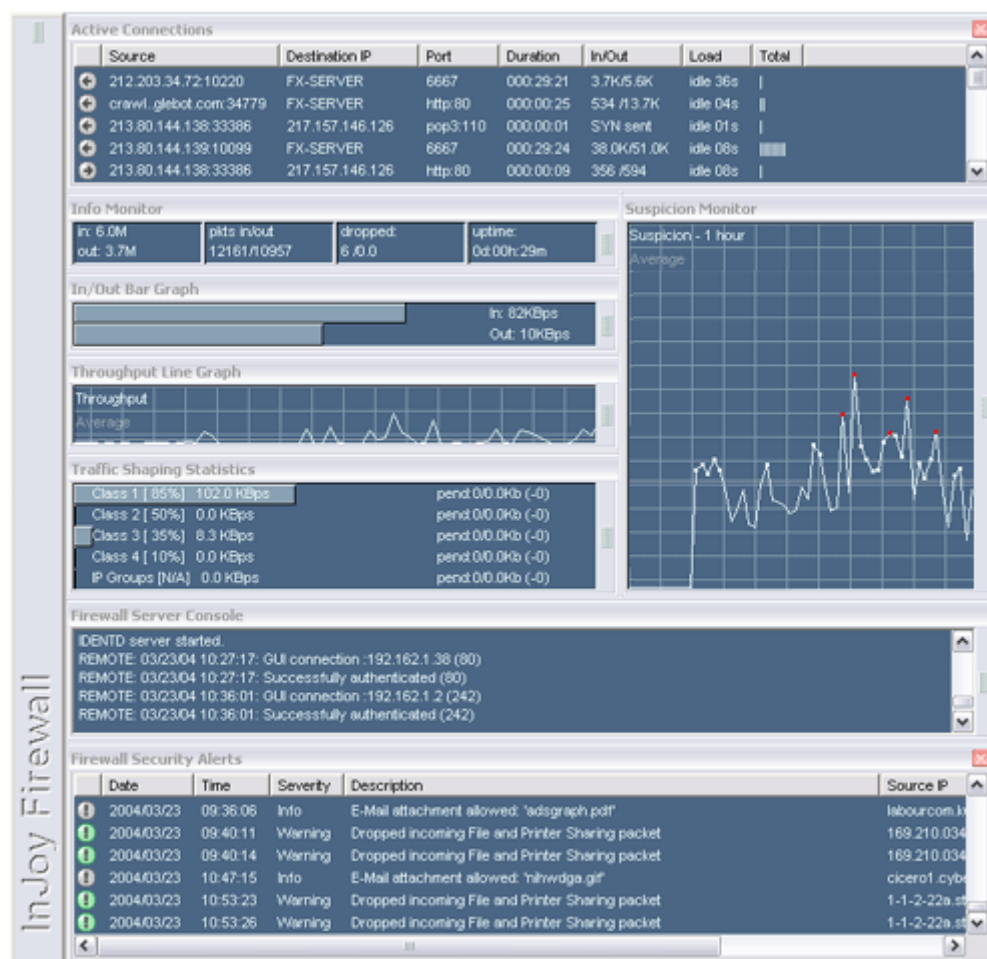 InJoy Firewall
Active Connections
Source Destination IP Port Duration In/Out Load Total
212.203.34.72:10220 FX-SERVER 6667 000:29:21 3.7K/5.6K idle 36s
crawl.glebot.com:34779 FX-SERVER http:80 000:00:25 534 /13.7K idle 04s
213.80.144.138:33386 217.157.146.126 pop3:110 000:00:01 SYN sent idle 01s
213.80.144.139:10099 FX-SERVER 6667 000:29:24 38.0K/51.0K idle 08s
213.80.144.138:33386 217.157.146.126 http:80 000:00:09 356 /594 idle 08s
Info Monitor
in: 6.0M pkts in/out dropped: uptime:
out: 3.7M 12161/10957 6 /0.0 0d:00h:29m
In/Out Bar Graph
In: 82KBps
Out: 10KBps
Throughput Line Graph
Throughput
Average
Traffic Shaping Statistics
Class 1 [ 85%] 102.0 KBps pend:0/0.0Kb (-0)
Class 2 [ 50%] 0.0 KBps pend:0/0.0Kb (-0)
Class 3 [ 35%] 8.3 KBps pend:0/0.0Kb (-0)
Class 4 [ 10%] 0.0 KBps pend:0/0.0Kb (-0)
IP Groups [N/A] 0.0 KBps pend:0/0.0Kb (-0)
Suspicion Monitor
Suspicion - 1 hour
Average
Firewall Server Console
IDENTD server started.
REMOTE: 03/23/04 10:27:17: GUI connection :192.162.1.38 (80)
REMOTE: 03/23/04 10:27:17: Successfully authenticated (80)
REMOTE: 03/23/04 10:36:01: GUI connection :192.162.1.2 (242)
REMOTE: 03/23/04 10:36:01: Successfully authenticated (242)
Firewall Security Alerts
Date Time Severity Description Source IP
2004/03/23 09:36:06 Info E-Mail attachment allowed: 'adsgraph.pdf' labourcom.k
2004/03/23 09:40:11 Warning Dropped incoming File and Printer Sharing packet 169.210.034
2004/03/23 09:40:14 Warning Dropped incoming File and Printer Sharing packet 169.210.034
2004/03/23 10:47:15 Info E-Mail attachment allowed: 'nihwdga.gif' cicero1.cybe
2004/03/23 10:53:23 Warning Dropped incoming File and Printer Sharing packet 1-1-2-22a.st
2004/03/23 10:53:26 Warning Dropped incoming File and Printer Sharing packet 1-1-2-22a.st